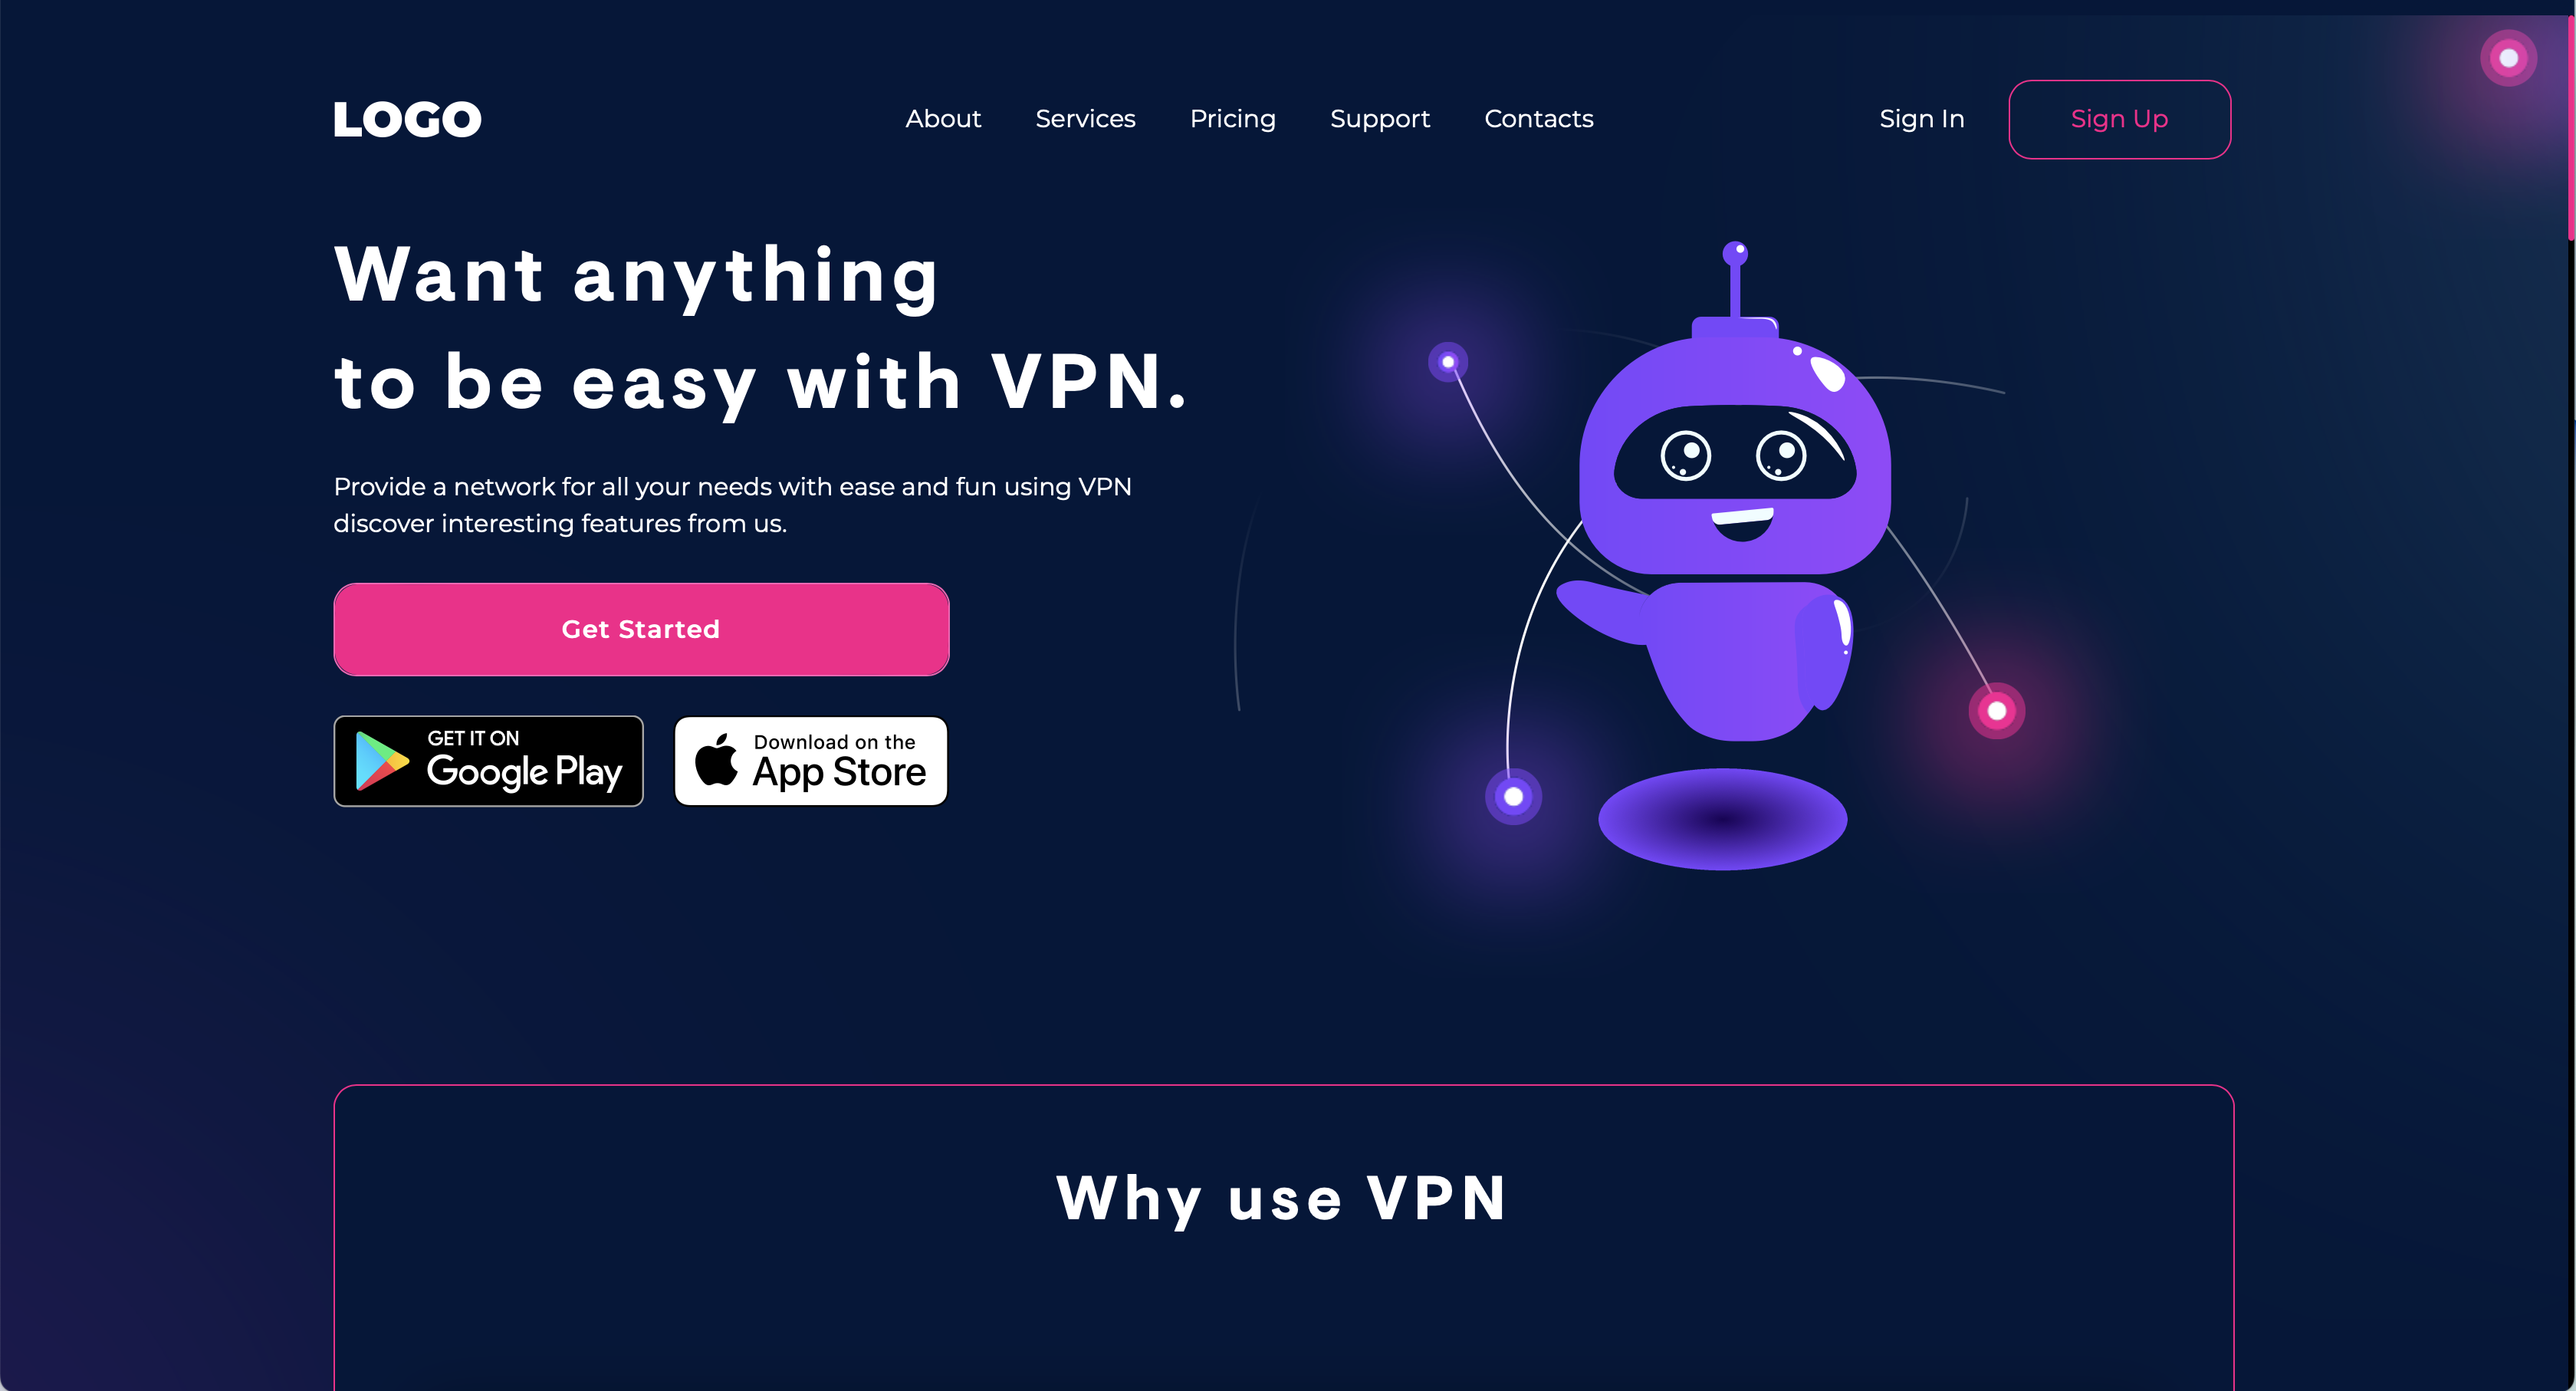 LOGO
About Services Pricing Support Contacts Sign In Sign Up
Want anything
to be easy with VPN.
Provide a network for all your needs with ease and fun using VPN
discover interesting features from us.
Get Started
GET IT ON
Google Play
Download on the
App Store
Why use VPN